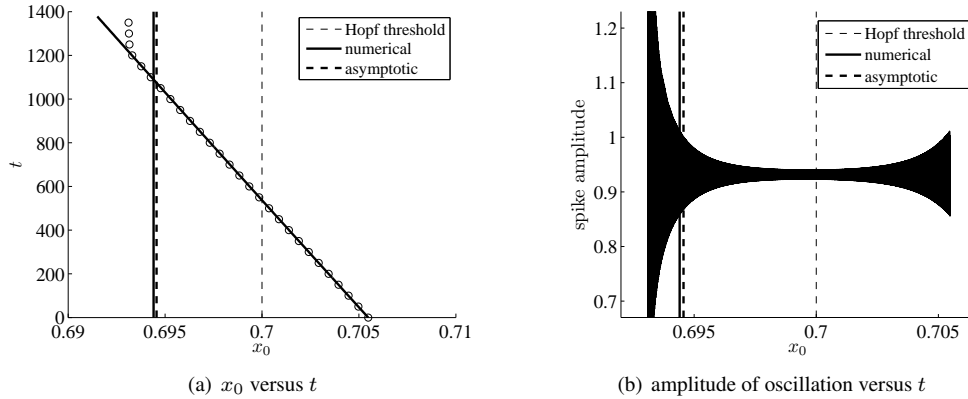 1400
1200
1000
800
600
400
200
0
t
0.69
0.695
0.7
0.705
0.71
x0
Hopf threshold
numerical
asymptotic
(a) x0 versus t
1.2
1.1
1
0.9
0.8
0.7
spike amplitude
0.695
0.7
0.705
x0
Hopf threshold
numerical
asymptotic
(b) amplitude of oscillation versus t